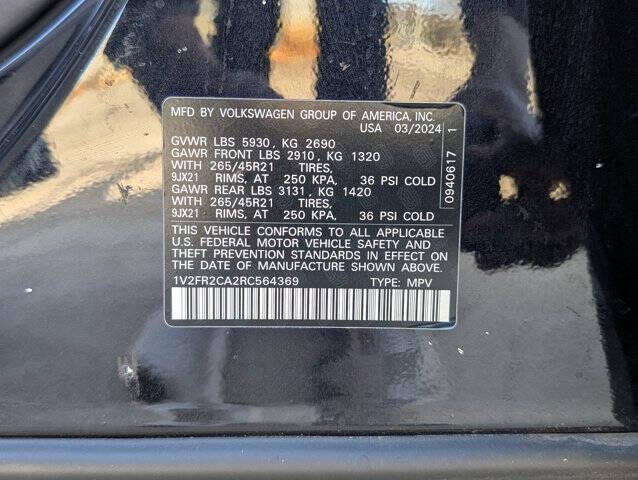 MFD BY VOLKSWAGEN GROUP OF AMERICA, INC.
USA 03/2024
GVWR LBS 5930, KG 2690
GAWR FRONT LBS 2910, KG 1320
WITH 265/45R21 TIRES,
9JX21 RIMS, AT 250 KPA, 36 PSI COLD
GAWR REAR LBS 3131, KG 1420
WITH 265/45R21 TIRES,
9JX21 RIMS, AT 250 KPA, 36 PSI COLD
THIS VEHICLE CONFORMS TO ALL APPLICABLE
U.S. FEDERAL MOTOR VEHICLE SAFETY AND
THEFT PREVENTION STANDARDS IN EFFECT ON
THE DATE OF MANUFACTURE SHOWN ABOVE.
1V2FR2CA2RC564369 TYPE: MPV
0940617 1